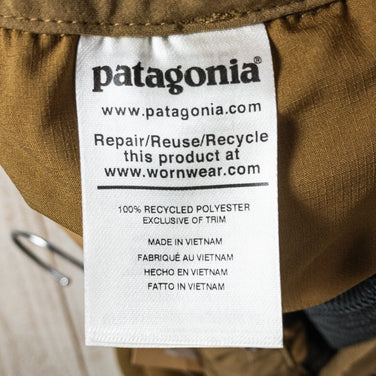 patagonia®
www.patagonia.com
Repair/Reuse/Recycle
this product at
www.wornwear.com
100% RECYCLED POLYESTER
EXCLUSIVE OF TRIM
MADE IN VIETNAM
FABRIQUÉ AU VIETNAM
HECHO EN VIETNAM
FATTO IN VIETNAM